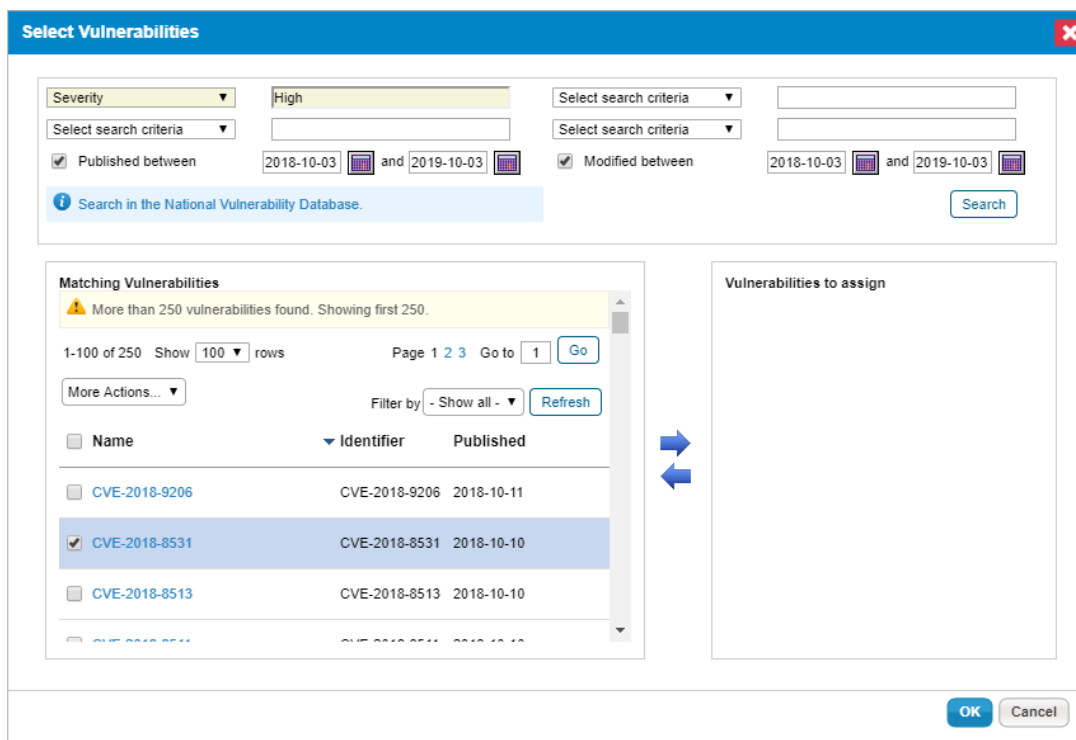 Select Vulnerabilities
Severity High Select search criteria
Select search criteria Select search criteria
Published between 2018-10-03 and 2019-10-03 Modified between 2018-10-03 and 2019-10-03
Search in the National Vulnerability Database. Search
Matching Vulnerabilities Vulnerabilities to assign
More than 250 vulnerabilities found. Showing first 250.
1-100 of 250 Show 100 rows Page 1 2 3 Go to 1 Go
More Actions... Filter by - Show all - Refresh
Name Identifier Published
CVE-2018-9206 CVE-2018-9206 2018-10-11
CVE-2018-8531 CVE-2018-8531 2018-10-10
CVE-2018-8513 CVE-2018-8513 2018-10-10
OK Cancel